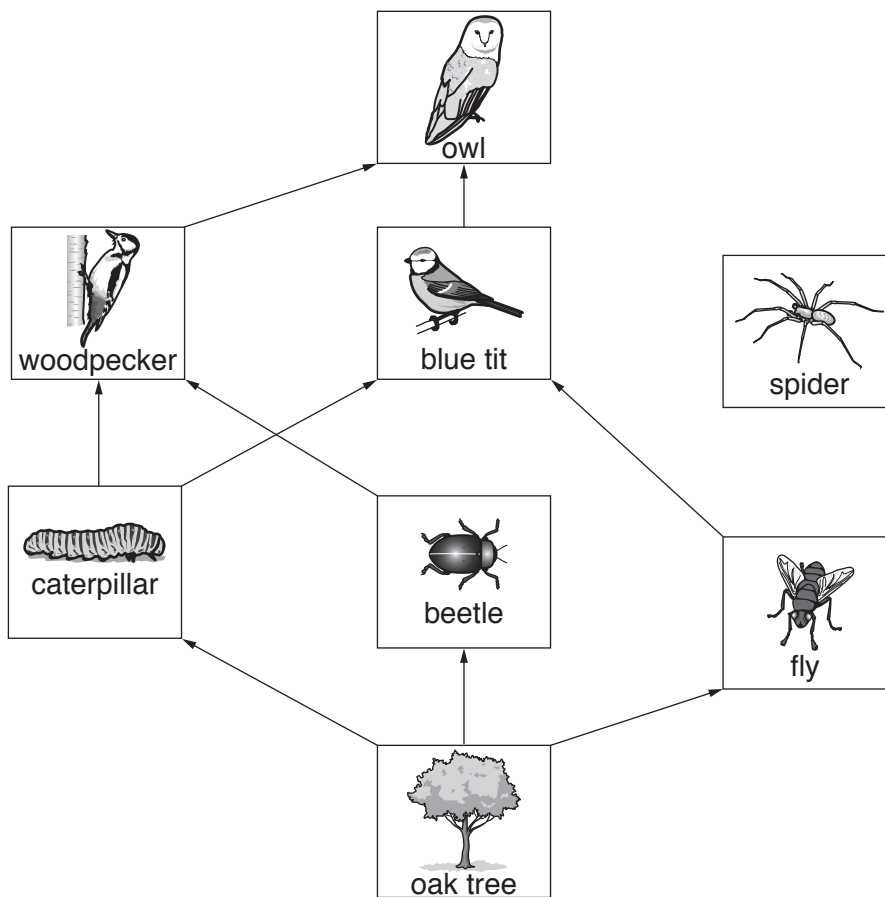 owl
woodpecker
blue tit
spider
caterpillar
beetle
fly
oak tree